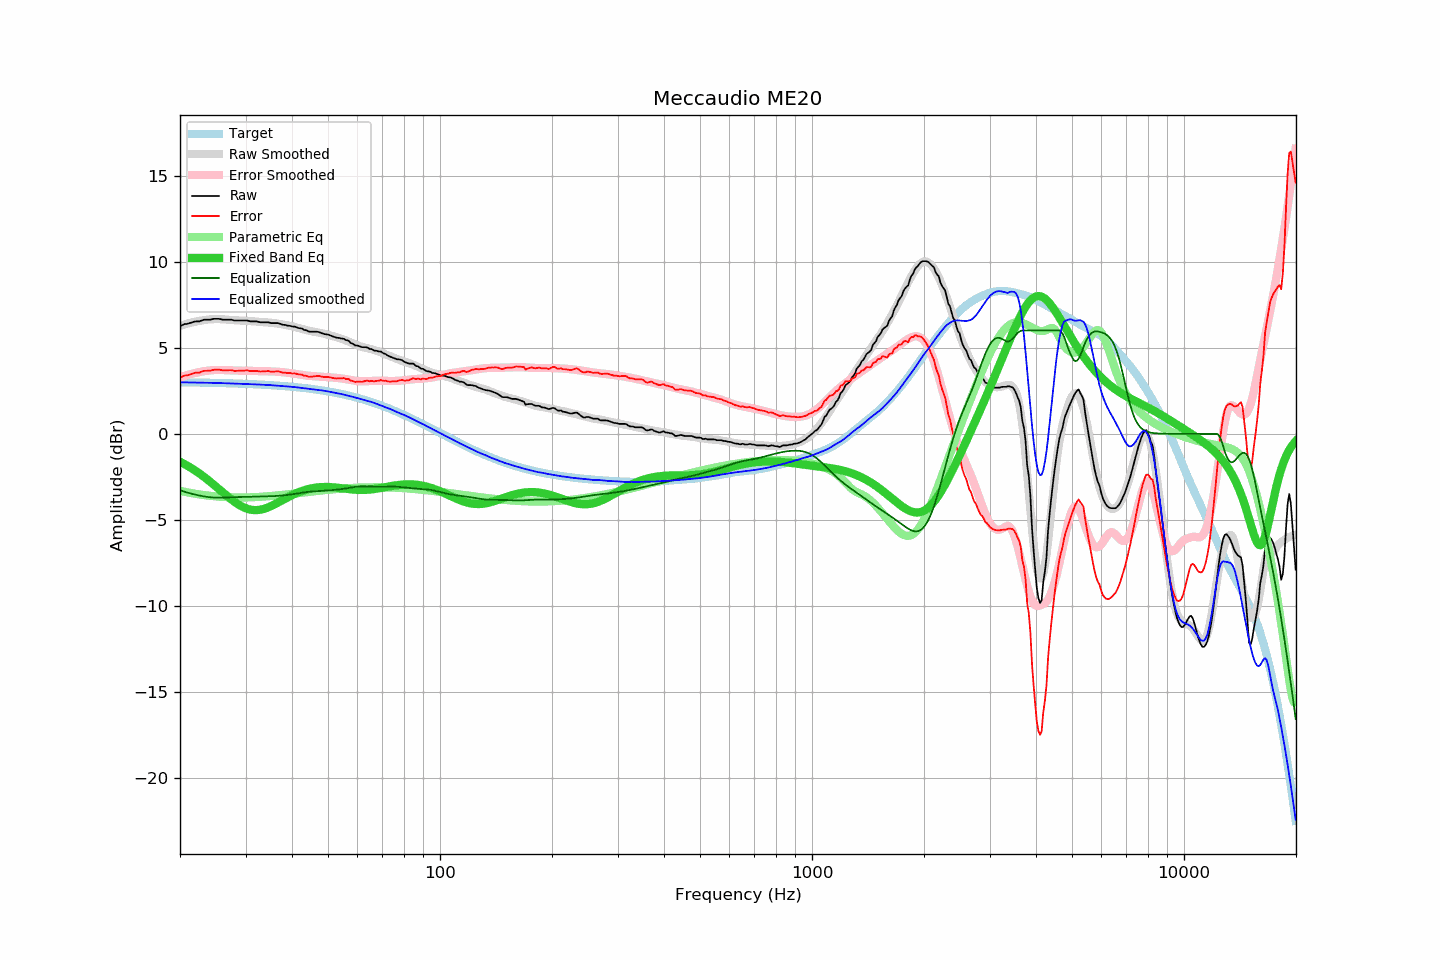 Meccaudio ME20
Target
Raw Smoothed
Error Smoothed
Raw
Error
Parametric Eq
Fixed Band Eq
Equalization
Equalized smoothed
15
10
5
0
−5
−10
−15
−20
Amplitude (dBr)
100
1000
10000
Frequency (Hz)